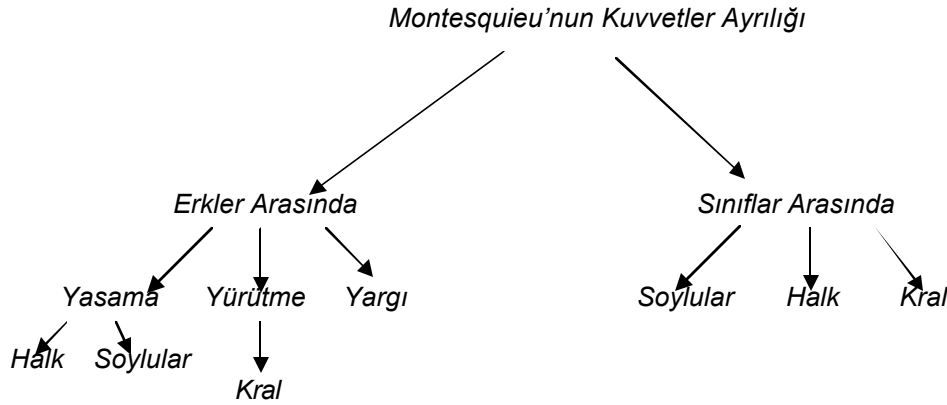 Montesquieu’nun Kuvvetler Ayrılığı
Erkler Arasında Sınıflar Arasında
Yasama Yürütme Yargı Soylular Halk Kral
Halk Soylular
Kral